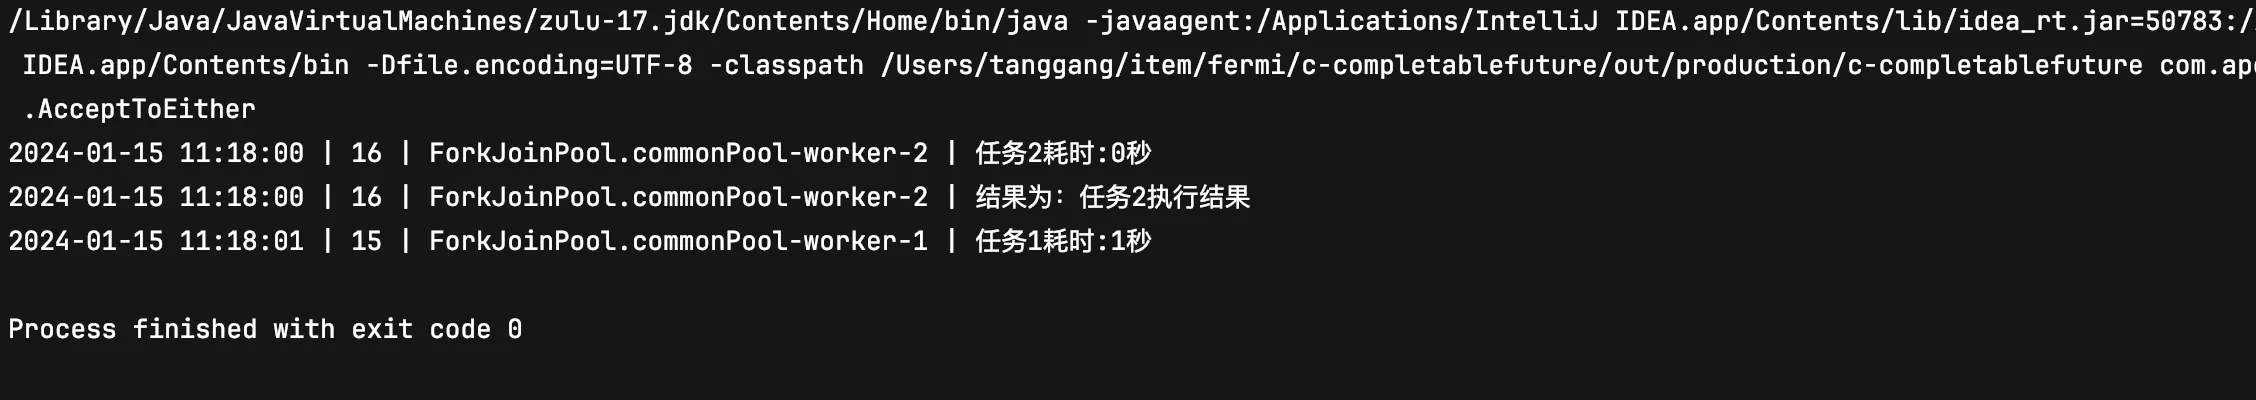 /Library/Java/JavaVirtualMachines/zulu-17.jdk/Contents/Home/bin/java -javaagent:/Applications/IntelliJ IDEA.app/Contents/lib/idea_rt.jar=50783:/
IDEA.app/Contents/bin -Dfile.encoding=UTF-8 -classpath /Users/tanggang/item/fermi/c-completablefuture/out/production/c-completablefuture com.ap
.AcceptToEither
2024-01-15 11:18:00 | 16 | ForkJoinPool.commonPool-worker-2 | 任务2耗时:0秒
2024-01-15 11:18:00 | 16 | ForkJoinPool.commonPool-worker-2 | 结果为：任务2执行结果
2024-01-15 11:18:01 | 15 | ForkJoinPool.commonPool-worker-1 | 任务1耗时:1秒
Process finished with exit code 0